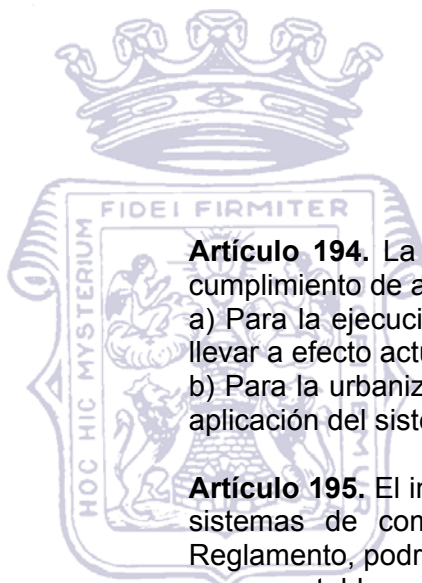 FIDEI FIRMITER
HOC HIC MYSTERIUM
Artículo 194. La
cumplimiento de a
a) Para la ejecuci
llevar a efecto actu
b) Para la urbaniz
aplicación del siste
Artículo 195. El in
sistemas de com
Reglamento, podr